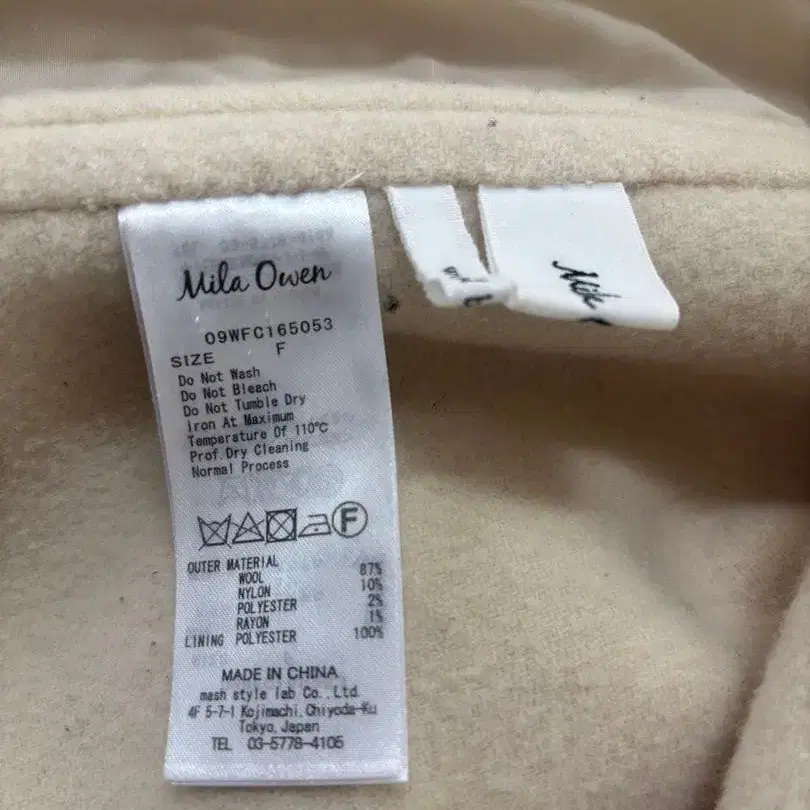 Mila Owen
09WFC165053
SIZE F
Do Not Wash
Do Not Bleach
Do Not Tumble Dry
Iron At Maximum
Temperature Of 110℃
Prof.Dry Cleaning
Normal Process
F
OUTER MATERIAL
WOOL 87%
NYLON 10%
POLYESTER 2%
RAYON 1%
LINING POLYESTER 100%
MADE IN CHINA
mash style lab Co.,Ltd.
4F 5-7-1 Kojimachi,Chiyoda-Ku
Tokyo,Japan
TEL 03-5778-4105